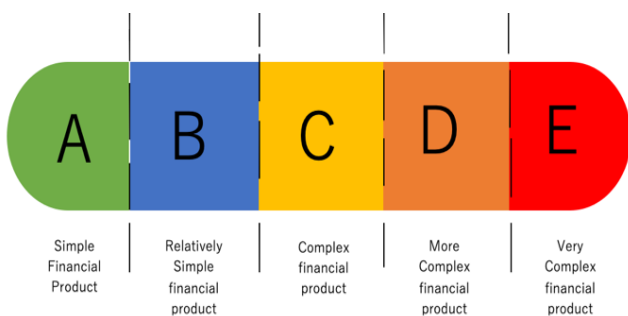 A
B
C
D
E
Simple
Financial
Product
Relatively
Simple
financial
product
Complex
financial
product
More
Complex
financial
product
Very
Complex
financial
product